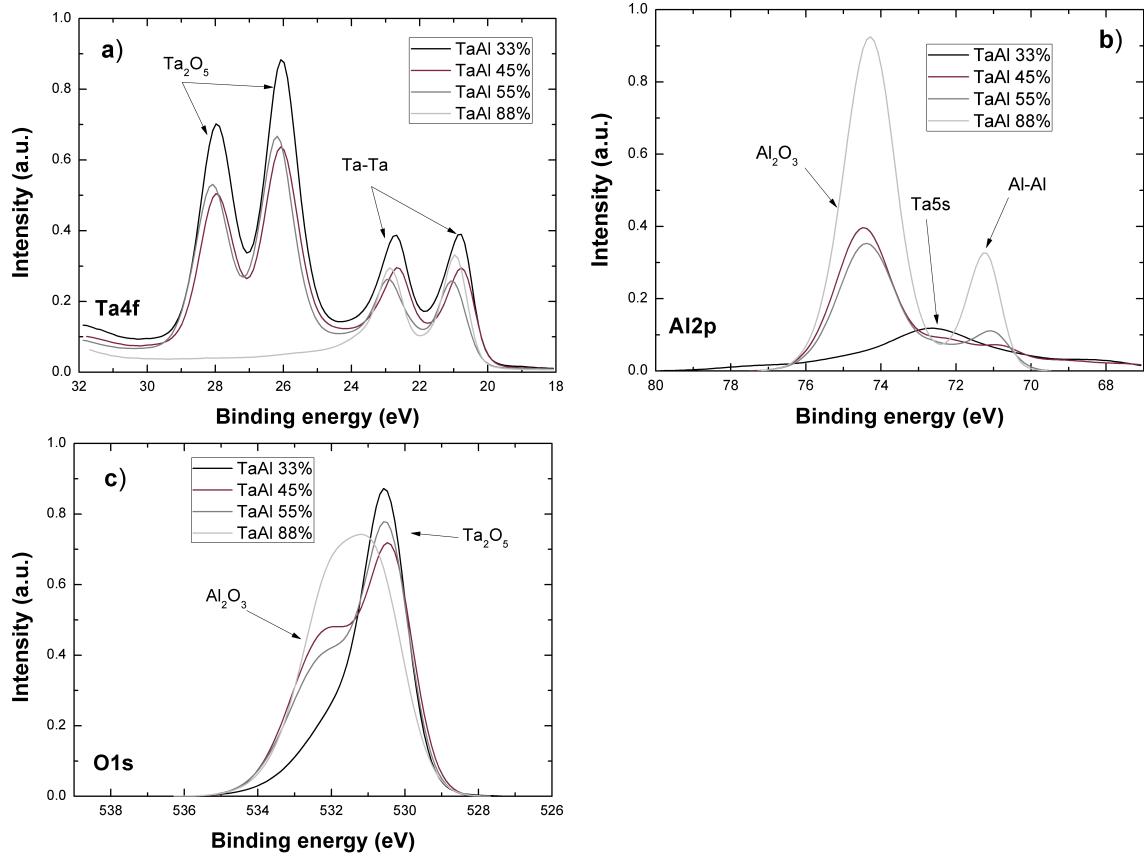 a)
Ta₂O₅
TaAl 33%
TaAl 45%
TaAl 55%
TaAl 88%
Ta-Ta
Ta4f
Intensity (a.u.)
1.0
0.8
0.6
0.4
0.2
0.0
32 30 28 26 24 22 20 18
Binding energy (eV)
b)
TaAl 33%
TaAl 45%
TaAl 55%
TaAl 88%
Al₂O₃
Ta5s
Al-Al
Al2p
Intensity (a.u.)
1.0
0.8
0.6
0.4
0.2
0.0
80 78 76 74 72 70 68
Binding energy (eV)
c)
TaAl 33%
TaAl 45%
TaAl 55%
TaAl 88%
Ta₂O₅
Al₂O₃
O1s
Intensity (a.u.)
1.0
0.8
0.6
0.4
0.2
0.0
538 536 534 532 530 528 526
Binding energy (eV)